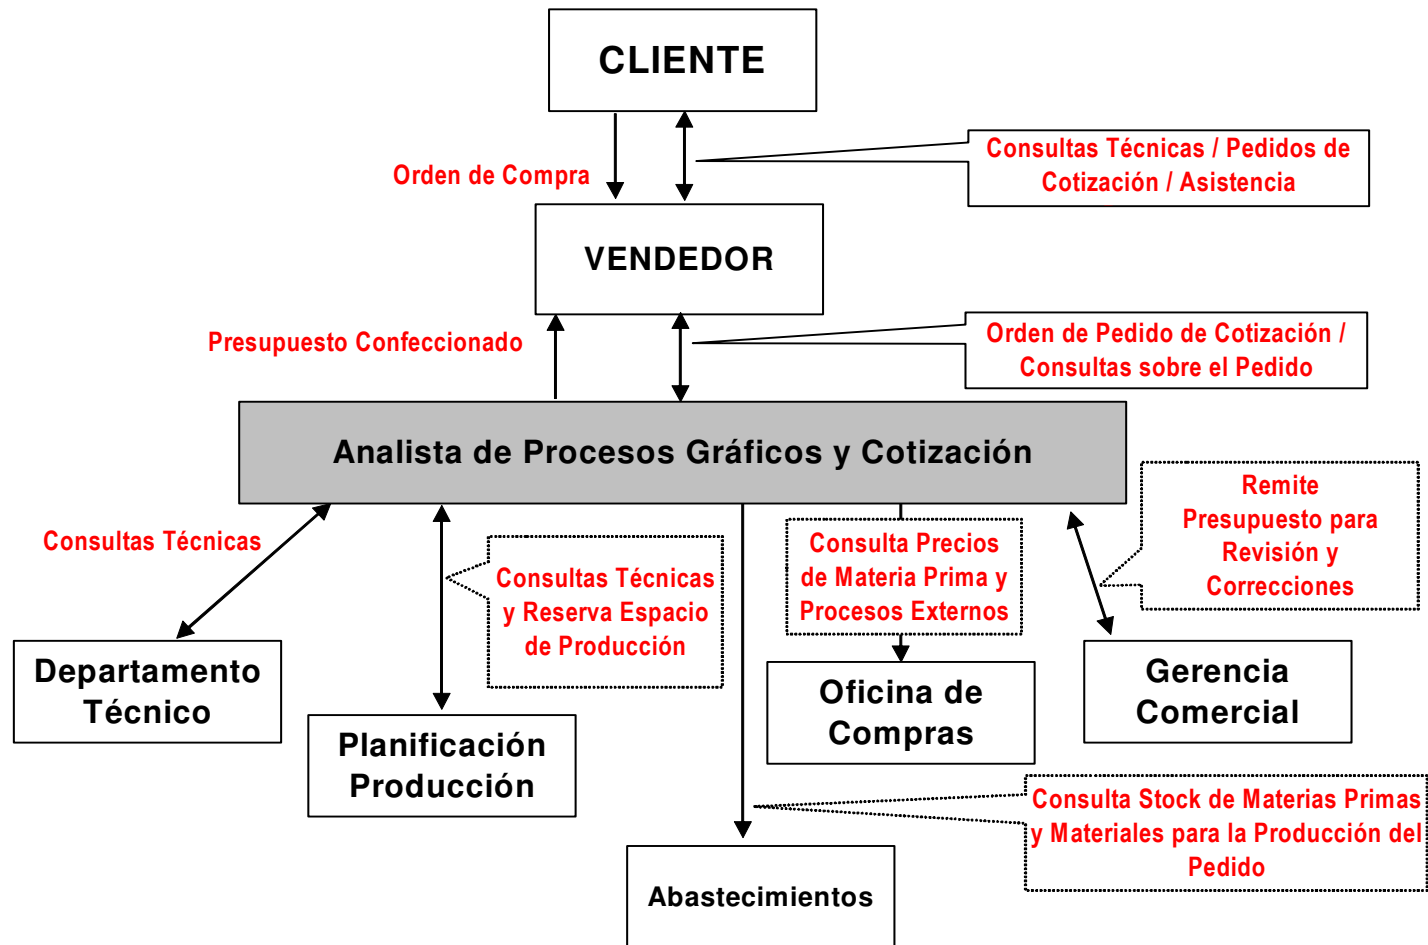 CLIENTE
Orden de Compra
Consultas Técnicas / Pedidos de
Cotización / Asistencia
VENDEDOR
Presupuesto Confeccionado
Orden de Pedido de Cotización /
Consultas sobre el Pedido
Analista de Procesos Gráficos y Cotización
Consultas Técnicas
Consultas Técnicas
y Reserva Espacio
de Producción
Consulta Precios
de Materia Prima y
Procesos Externos
Remite
Presupuesto para
Revisión y
Correcciones
Departamento
Técnico
Planificación
Producción
Oficina de
Compras
Gerencia
Comercial
Consulta Stock de Materias Primas
y Materiales para la Producción del
Pedido
Abastecimientos